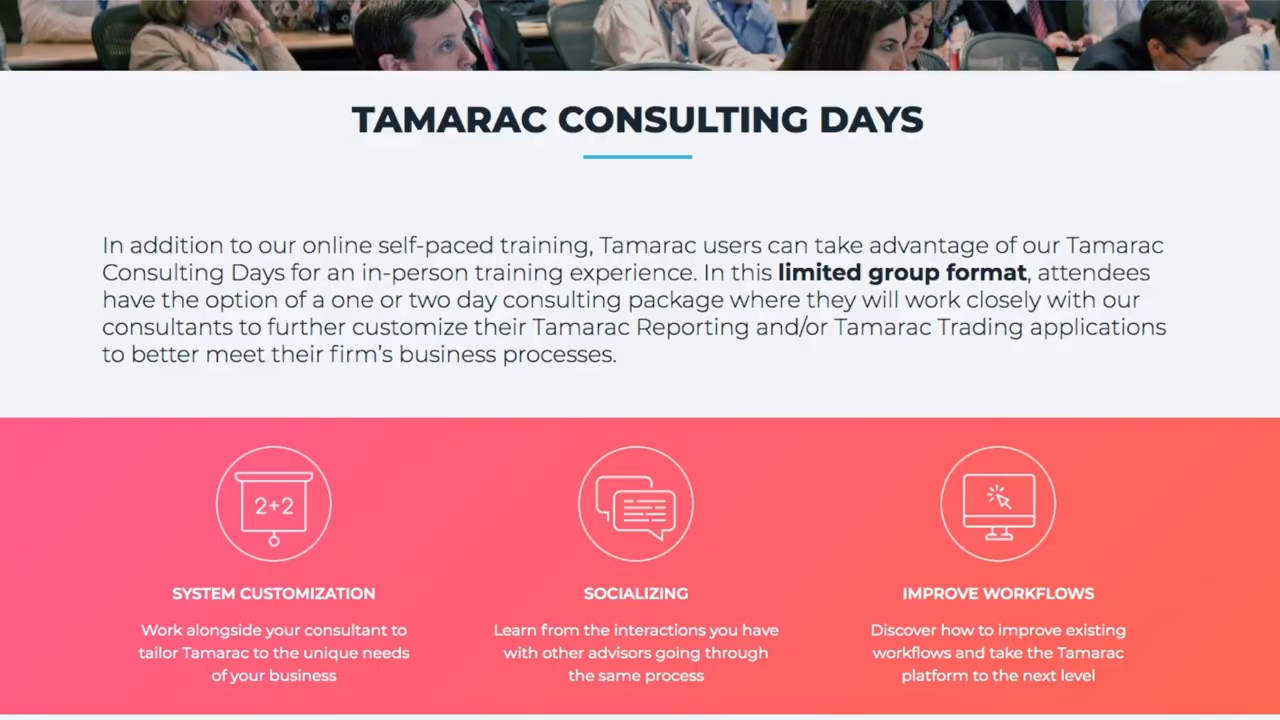 TAMARAC CONSULTING DAYS
In addition to our online self-paced training, Tamarac users can take advantage of our Tamarac
Consulting Days for an in-person training experience. In this limited group format, attendees
have the option of a one or two day consulting package where they will work closely with our
consultants to further customize their Tamarac Reporting and/or Tamarac Trading applications
to better meet their firm's business processes.
2+2
SYSTEM CUSTOMIZATION
Work alongside your consultant to
tailor Tamarac to the unique needs
of your business
SOCIALIZING
Learn from the interactions you have
with other advisors going through
the same process
IMPROVE WORKFLOWS
Discover how to improve existing
workflows and take the Tamarac
platform to the next level